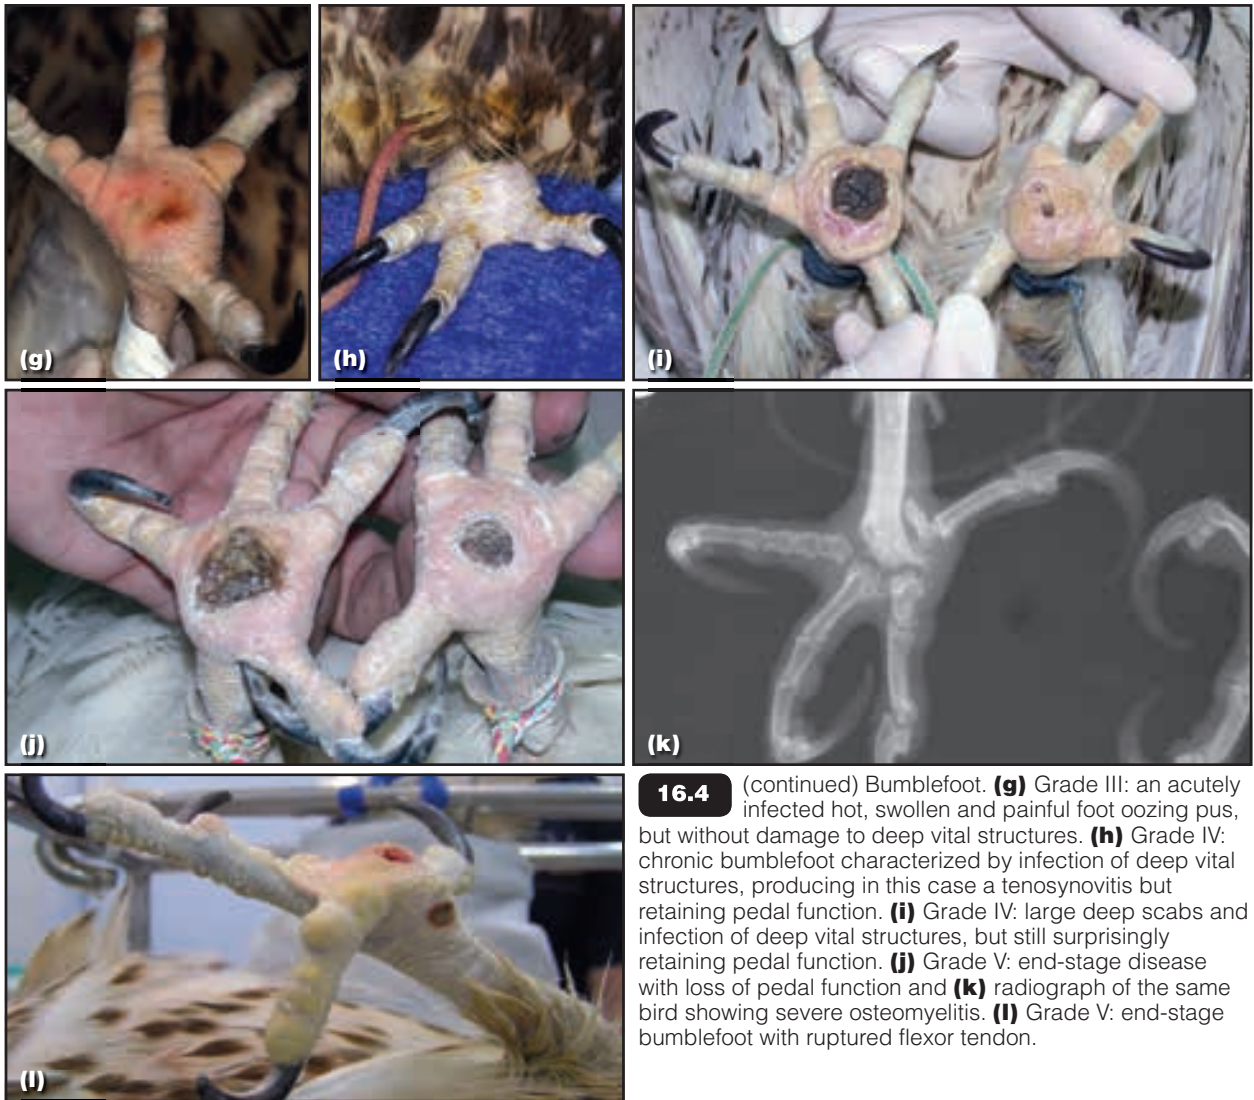 (g)
(h)
(i)
(j)
(k)
(l)
16.4 (continued) Bumblefoot. (g) Grade III: an acutely
infected hot, swollen and painful foot oozing pus,
but without damage to deep vital structures. (h) Grade IV:
chronic bumblefoot characterized by infection of deep vital
structures, producing in this case a tenosynovitis but
retaining pedal function. (i) Grade IV: large deep scabs and
infection of deep vital structures, but still surprisingly
retaining pedal function. (j) Grade V: end-stage disease
with loss of pedal function and (k) radiograph of the same
bird showing severe osteomyelitis. (l) Grade V: end-stage
bumblefoot with ruptured flexor tendon.